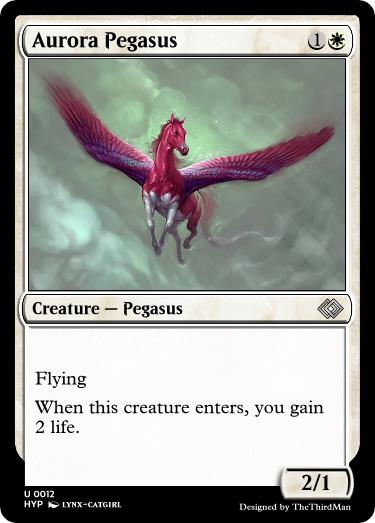 Aurora Pegasus 1
Creature — Pegasus
Flying
When this creature enters, you gain
2 life.
2/1
U 0012
HYP LYNX-CATGIRL
Designed by TheThirdMan